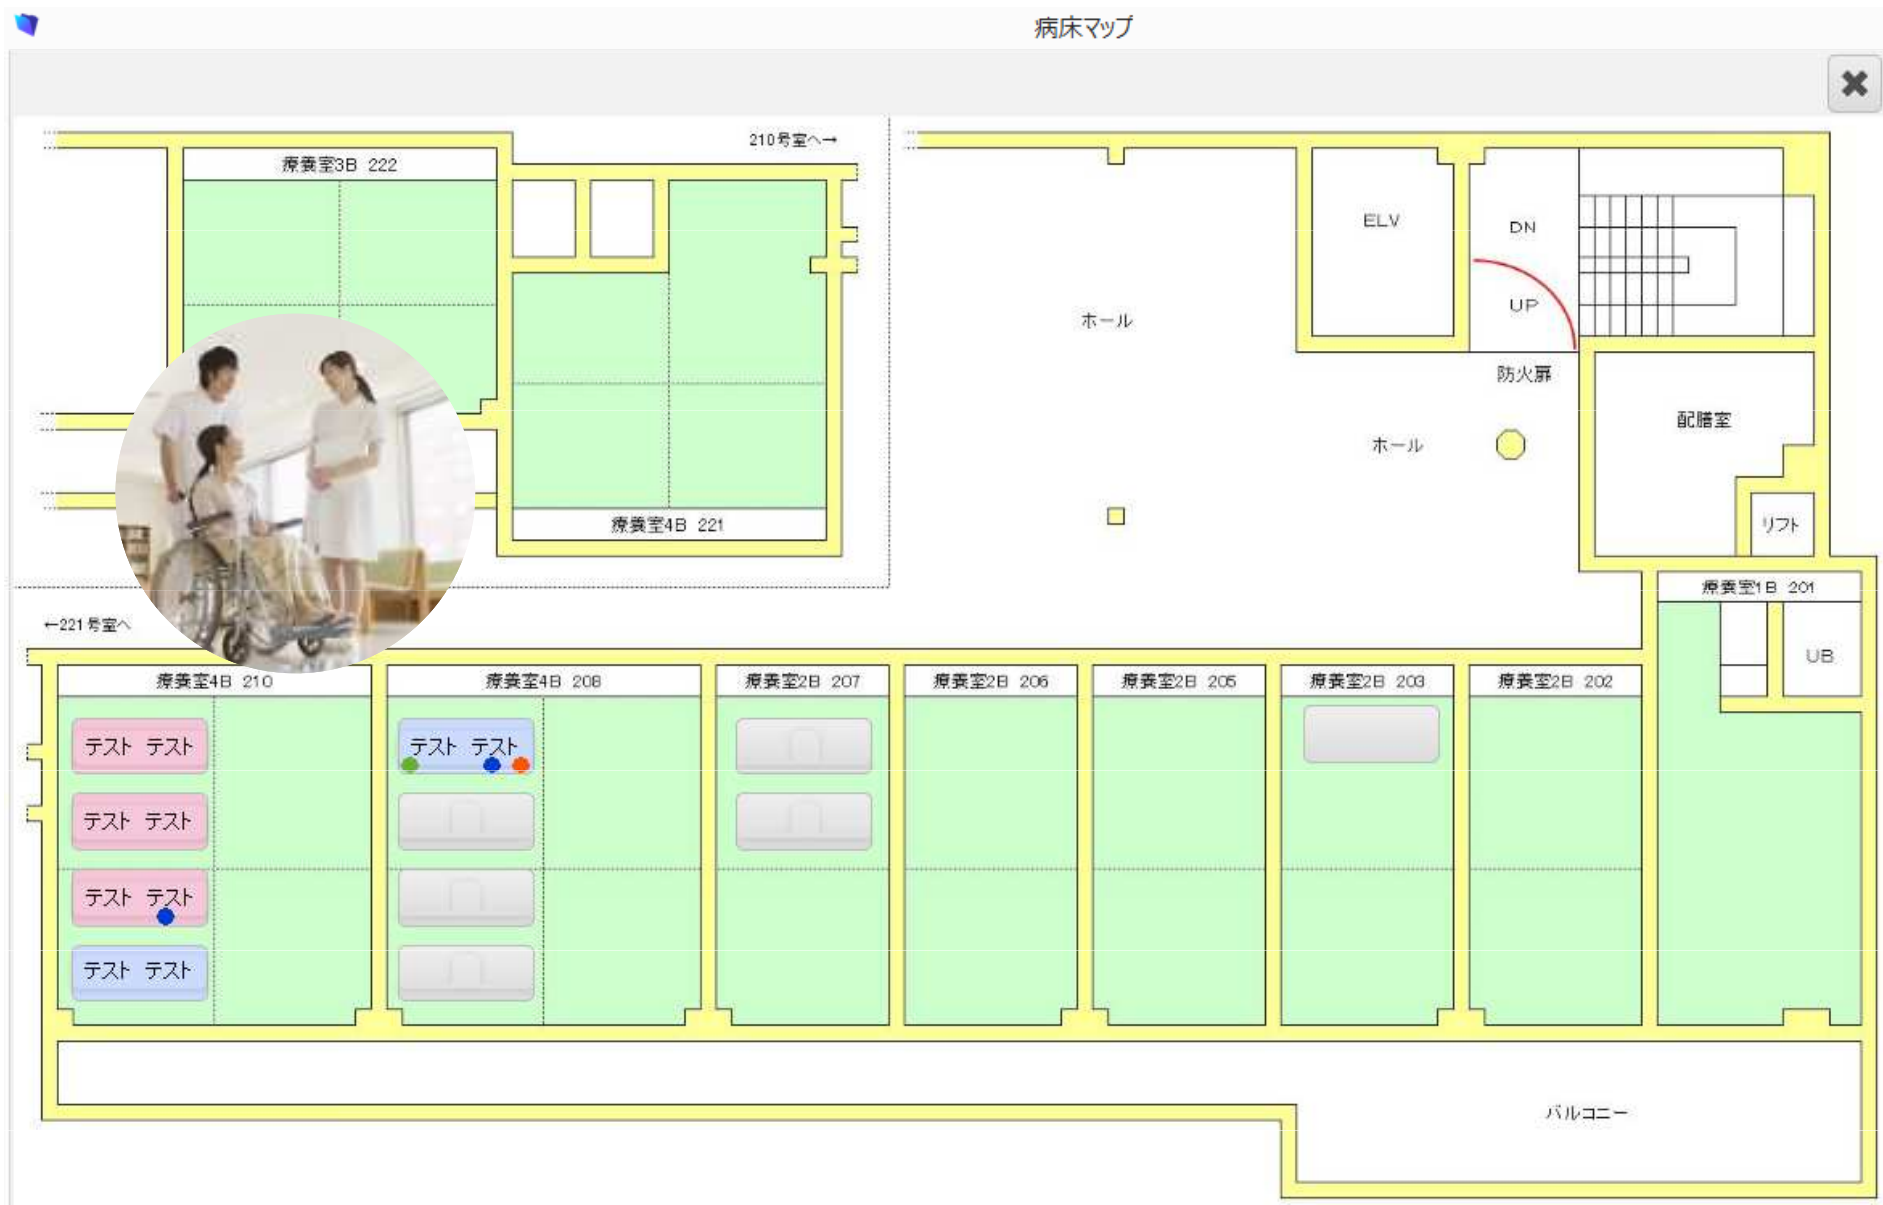 病床マップ
210号室へ→
療養室3B 222
ELV
DN
UP
ホール
防火扉
ホール
配膳室
療養室4B 221
リフト
療養室1B 201
←221号室へ
UB
療養室4B 210
療養室4B 208
療養室2B 207
療養室2B 206
療養室2B 205
療養室2B 203
療養室2B 202
テスト テスト
テスト テスト
テスト テスト
テスト テスト
テスト テスト
バルコニー